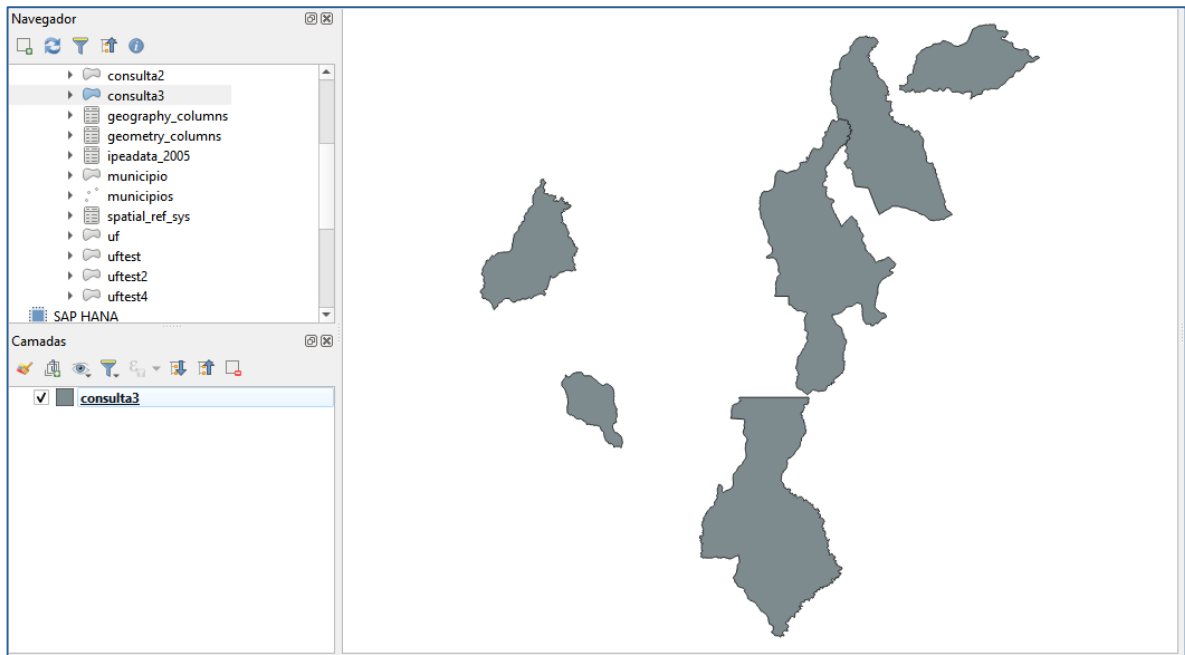 Navegador
consulta2
consulta3
geography_columns
geometry_columns
ipeadata_2005
municipio
municipios
spatial_ref_sys
uf
uftest
uftest2
uftest4
SAP HANA
Camadas
consulta3